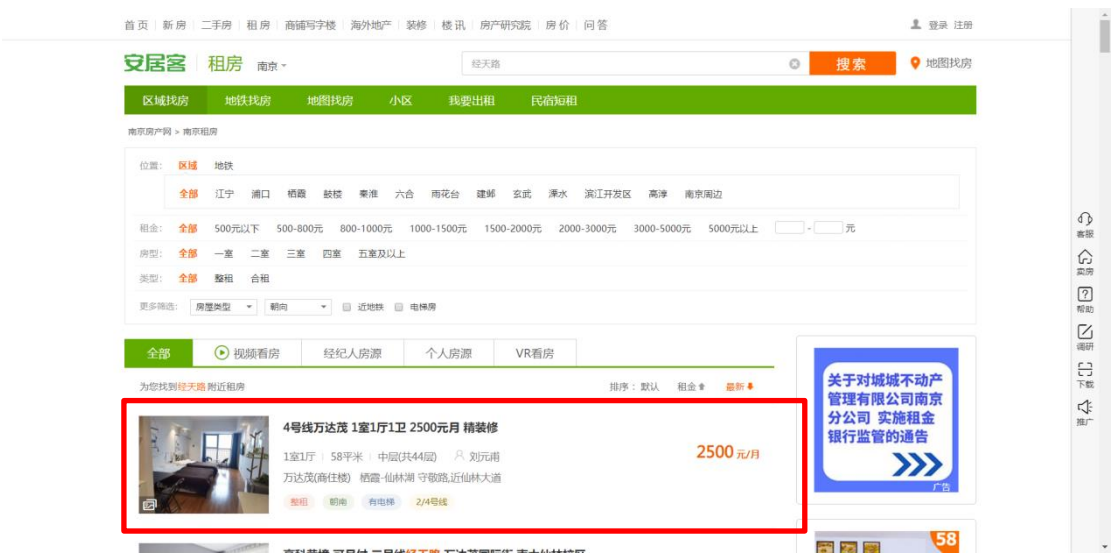 首页 新房 二手房 租房 商铺写字楼 海外地产 装修 楼讯 房产研究院 房价 问答 登录 注册
安居客 租房 南京 经天路 搜索 地图找房
区域找房 地铁找房 地图找房 小区 我要出租 民宿短租
南京房产网 > 南京租房
位置: 区域 地铁
全部 江宁 浦口 栖霞 鼓楼 秦淮 六合 雨花台 建邺 玄武 溧水 滨江开发区 高淳 南京周边
租金: 全部 500元以下 500-800元 800-1000元 1000-1500元 1500-2000元 2000-3000元 3000-5000元 5000元以上 - 元
房型: 全部 一室 二室 三室 四室 五室及以上
类型: 全部 整租 合租
更多筛选: 房屋类型 朝向 近地铁 电梯房
全部 视频看房 经纪人房源 个人房源 VR看房
为您找到经天路附近租房 排序: 默认 租金 最新
4号线万达茂 1室1厅1卫 2500元月 精装修
1室1厅 58平米 中层(共44层) 刘元甫
2500 元/月
万达茂(商住楼) 栖霞-仙林湖 守敬路,近仙林大道
整租 朝南 有电梯 2/4号线
关于对城城不动产
管理有限公司南京
分公司 实施租金
银行监管的通告
广告
58
客服
卖房
帮助
调研
下载
推广